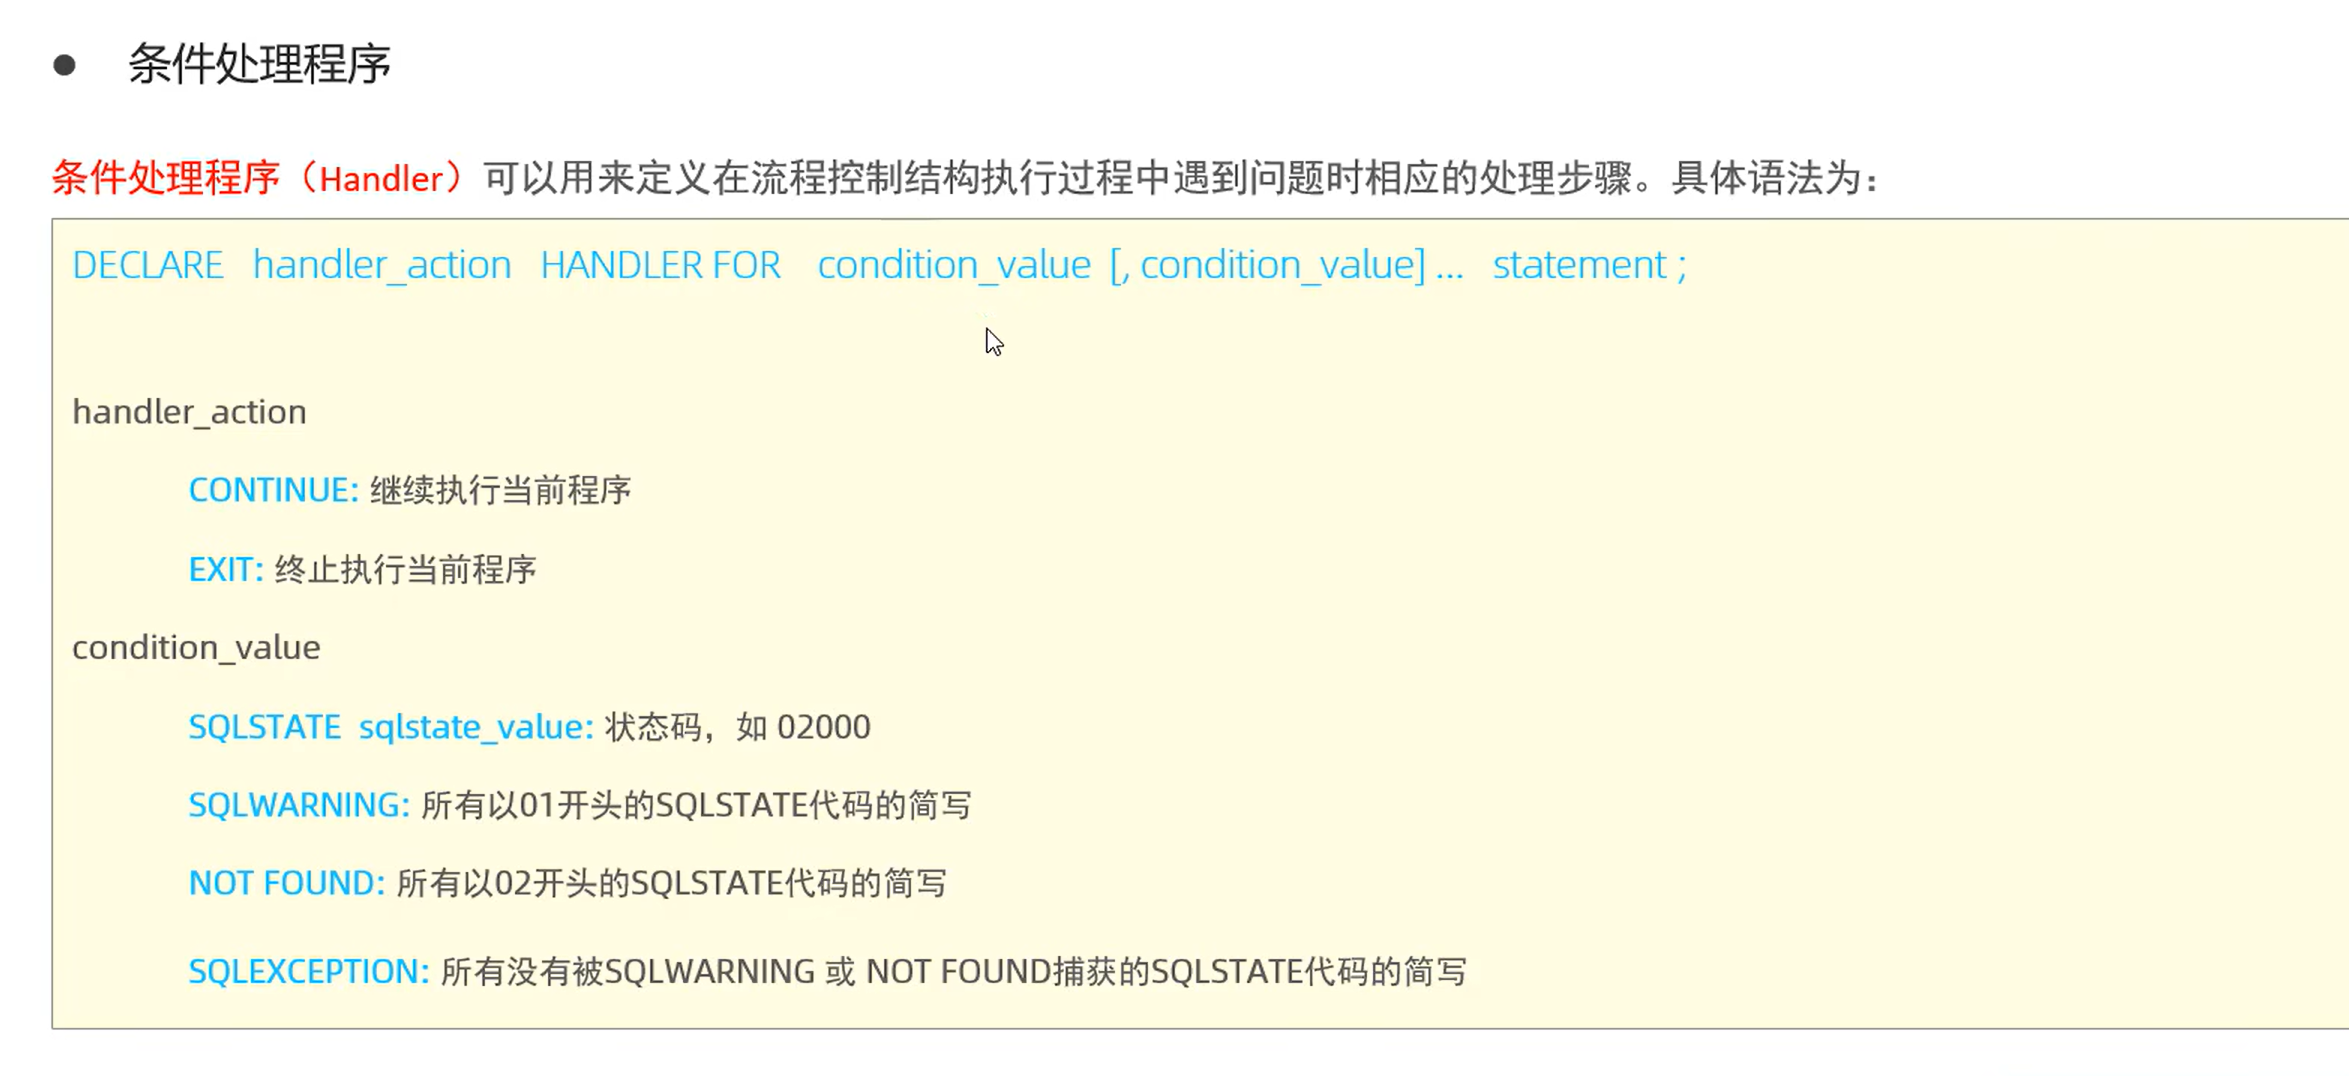 ● 条件处理程序
条件处理程序（Handler）可以用来定义在流程控制结构执行过程中遇到问题时相应的处理步骤。具体语法为：
DECLARE handler_action HANDLER FOR condition_value [, condition_value] ... statement ;
handler_action
CONTINUE: 继续执行当前程序
EXIT: 终止执行当前程序
condition_value
SQLSTATE sqlstate_value: 状态码，如 02000
SQLWARNING: 所有以01开头的SQLSTATE代码的简写
NOT FOUND: 所有以02开头的SQLSTATE代码的简写
SQLEXCEPTION: 所有没有被SQLWARNING 或 NOT FOUND捕获的SQLSTATE代码的简写